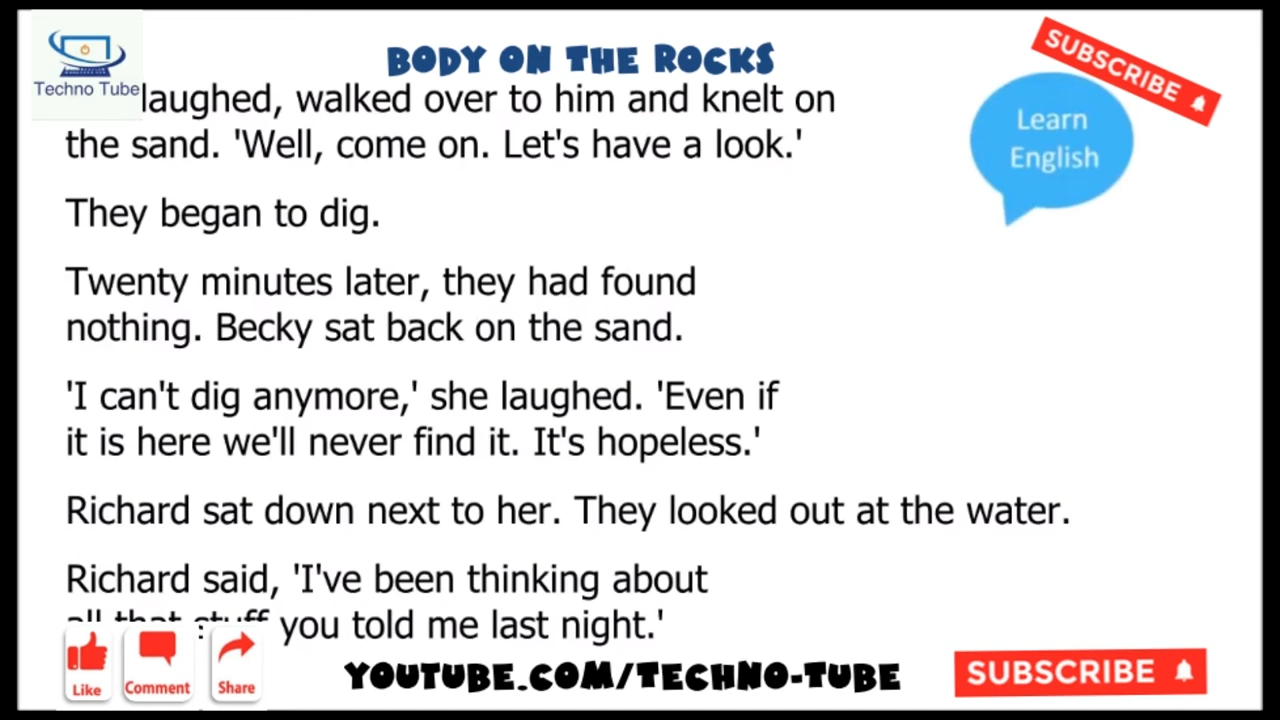 BODY ON THE ROCKS
SUBSCRIBE
Techno Tube
Learn
English
laughed, walked over to him and knelt on
the sand. 'Well, come on. Let's have a look.'
They began to dig.
Twenty minutes later, they had found
nothing. Becky sat back on the sand.
'I can't dig anymore,' she laughed. 'Even if
it is here we'll never find it. It's hopeless.'
Richard sat down next to her. They looked out at the water.
Richard said, 'I've been thinking about
all that stuff you told me last night.'
Like
Comment
Share
YOUTUBE.COM/TECHNO-TUBE
SUBSCRIBE